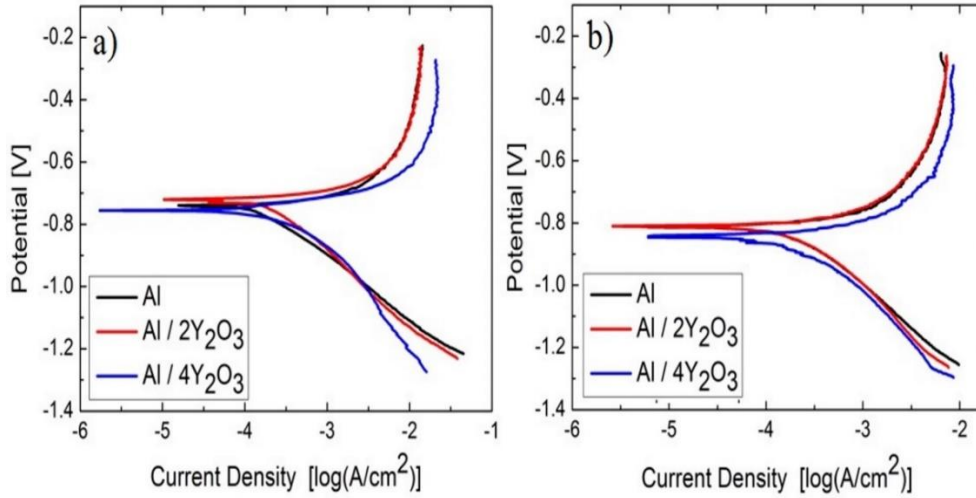 a)
-0.2
-0.4
-0.6
-0.8
-1.0
-1.2
-1.4
Potential [V]
Al
Al / 2Y2O3
Al / 4Y2O3
-6 -5 -4 -3 -2 -1
Current Density [log(A/cm2)]
b)
-0.2
-0.4
-0.6
-0.8
-1.0
-1.2
-1.4
Potential [V]
Al
Al / 2Y2O3
Al / 4Y2O3
-6 -5 -4 -3 -2
Current Density [log(A/cm2)]